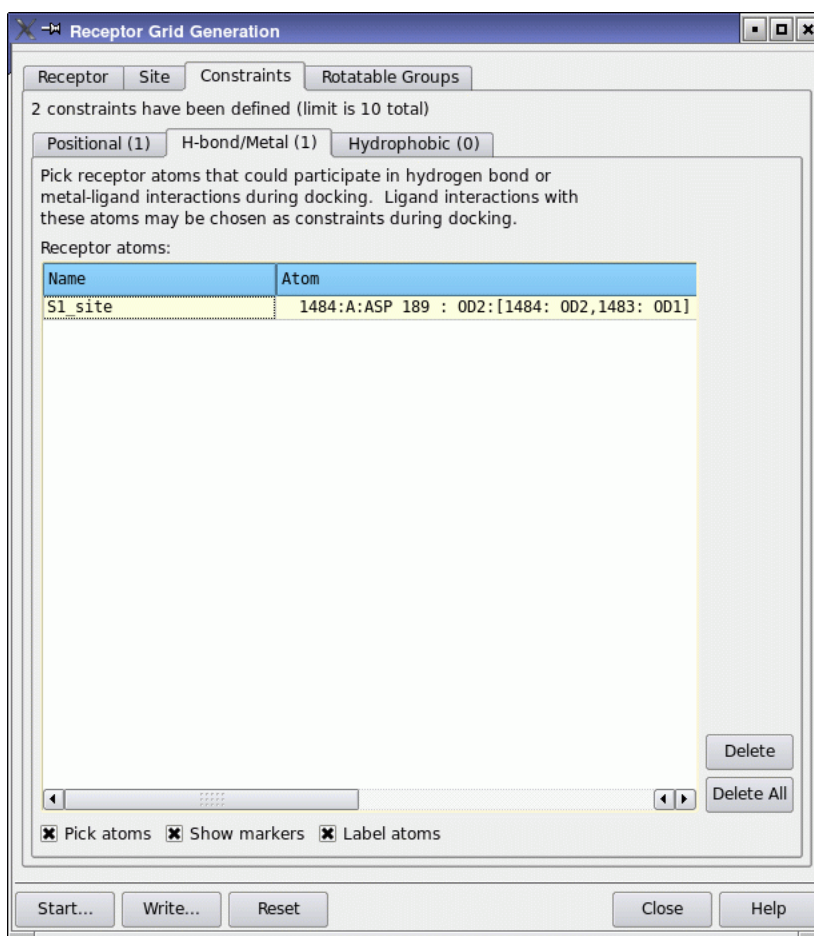 Receptor Grid Generation
Receptor Site Constraints Rotatable Groups
2 constraints have been defined (limit is 10 total)
Positional (1) H-bond/Metal (1) Hydrophobic (0)
Pick receptor atoms that could participate in hydrogen bond or
metal-ligand interactions during docking. Ligand interactions with
these atoms may be chosen as constraints during docking.
Receptor atoms:
Name Atom
S1_site 1484:A:ASP 189 : OD2:[1484: OD2,1483: OD1]
Delete
Delete All
Pick atoms Show markers Label atoms
Start... Write... Reset Close Help